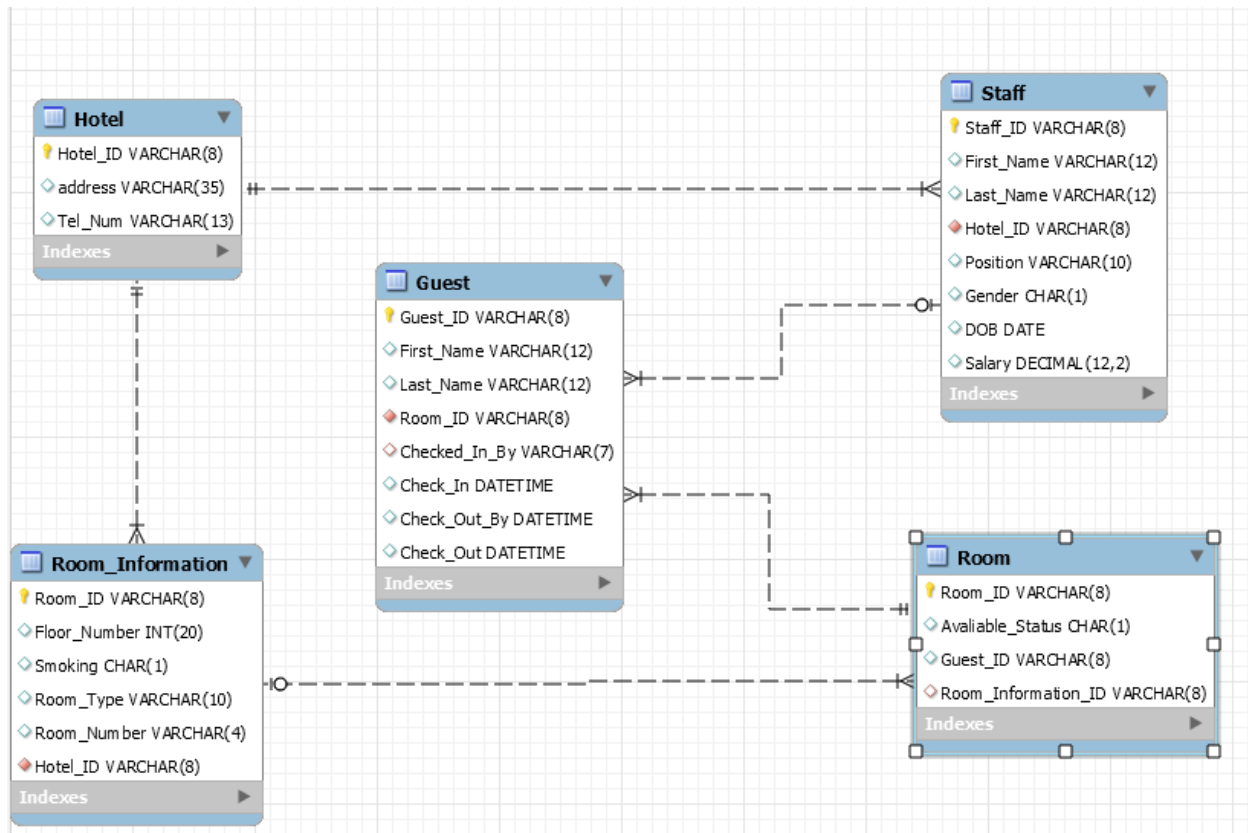 Hotel
Hotel_ID VARCHAR(8)
address VARCHAR(35)
Tel_Num VARCHAR(13)
Indexes
Staff
Staff_ID VARCHAR(8)
First_Name VARCHAR(12)
Last_Name VARCHAR(12)
Hotel_ID VARCHAR(8)
Position VARCHAR(10)
Gender CHAR(1)
DOB DATE
Salary DECIMAL(12,2)
Indexes
Guest
Guest_ID VARCHAR(8)
First_Name VARCHAR(12)
Last_Name VARCHAR(12)
Room_ID VARCHAR(8)
Checked_In_By VARCHAR(7)
Check_In DATETIME
Check_Out_By DATETIME
Check_Out DATETIME
Indexes
Room_Information
Room_ID VARCHAR(8)
Floor_Number INT(20)
Smoking CHAR(1)
Room_Type VARCHAR(10)
Room_Number VARCHAR(4)
Hotel_ID VARCHAR(8)
Indexes
Room
Room_ID VARCHAR(8)
Avaliable_Status CHAR(1)
Guest_ID VARCHAR(8)
Room_Information_ID VARCHAR(8)
Indexes